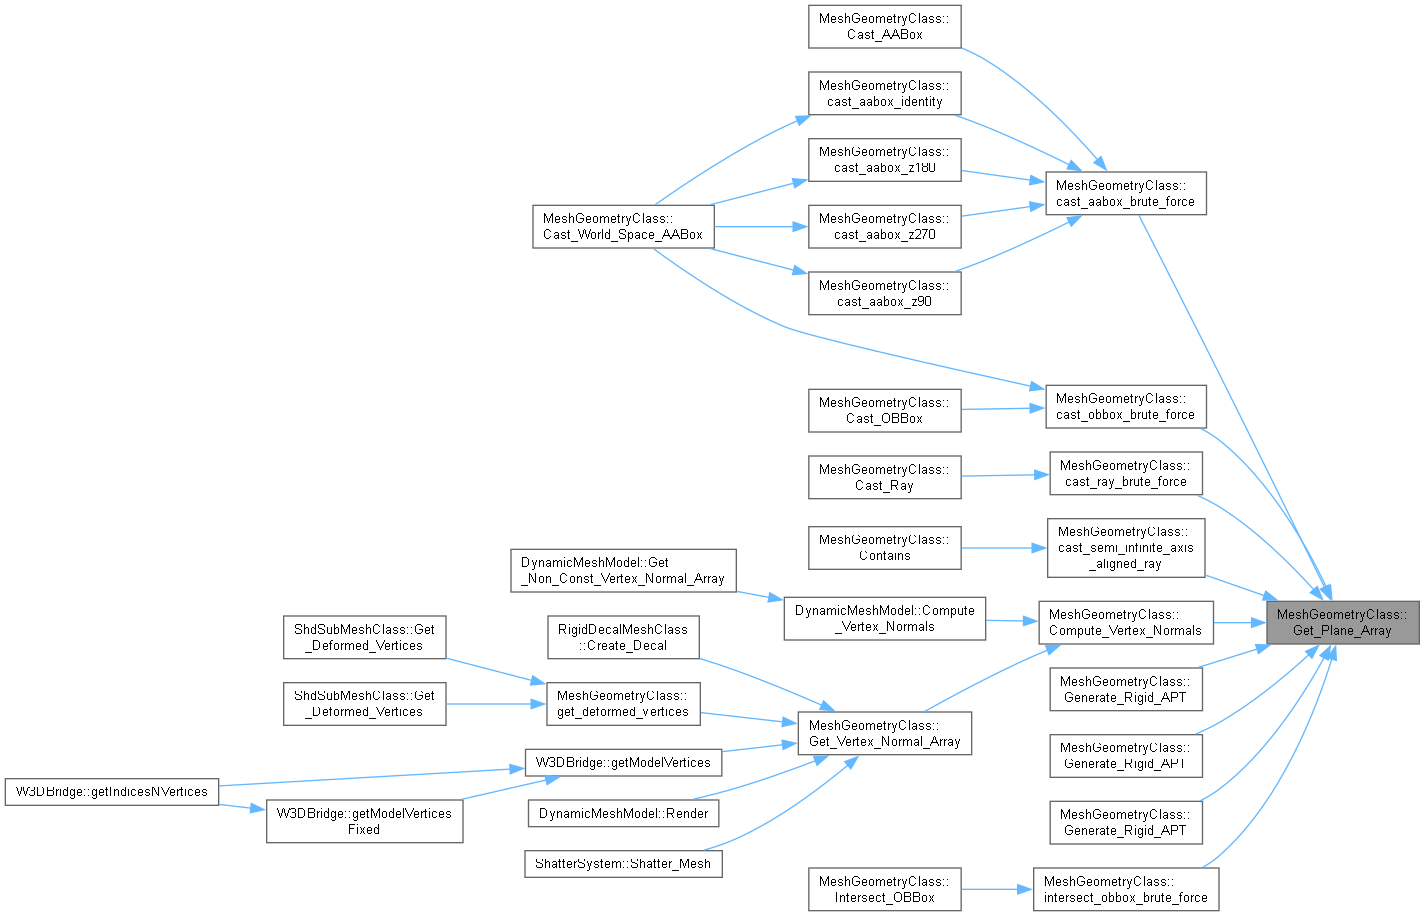 MeshGeometryClass::
Cast_AABox
MeshGeometryClass::
cast_aabox_identity
MeshGeometryClass::
cast_aabox_z180
MeshGeometryClass::
cast_aabox_brute_force
MeshGeometryClass::
Cast_World_Space_AABox
MeshGeometryClass::
cast_aabox_z270
MeshGeometryClass::
cast_aabox_z90
MeshGeometryClass::
Cast_OBBox
MeshGeometryClass::
cast_obbox_brute_force
MeshGeometryClass::
Cast_Ray
MeshGeometryClass::
cast_ray_brute_force
MeshGeometryClass::
Contains
MeshGeometryClass::
cast_semi_infinite_axis
_aligned_ray
DynamicMeshModel::Get
_Non_Const_Vertex_Normal_Array
DynamicMeshModel::Compute
_Vertex_Normals
MeshGeometryClass::
Compute_Vertex_Normals
MeshGeometryClass::
Get_Plane_Array
ShdSubMeshClass::Get
_Deformed_Vertices
RigidDecalMeshClass
::Create_Decal
MeshGeometryClass::
Generate_Rigid_APT
ShdSubMeshClass::Get
_Deformed_Vertices
MeshGeometryClass::
get_deformed_vertices
MeshGeometryClass::
Get_Vertex_Normal_Array
MeshGeometryClass::
Generate_Rigid_APT
W3DBridge::getModelVertices
W3DBridge::getIndicesNVertices
W3DBridge::getModelVertices
Fixed
DynamicMeshModel::Render
MeshGeometryClass::
Generate_Rigid_APT
ShatterSystem::Shatter_Mesh
MeshGeometryClass::
Intersect_OBBox
MeshGeometryClass::
intersect_obbox_brute_force